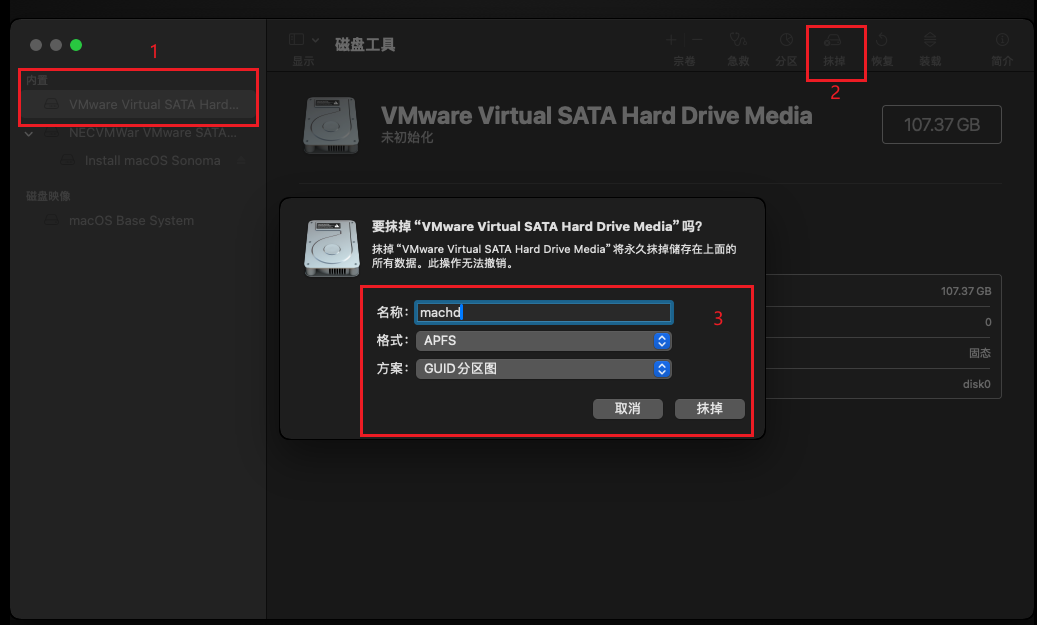 1
磁盘工具
显示
宗卷
急救
分区
抹掉
恢复
装载
简介
2
内置
VMware Virtual SATA Hard...
NECVMWar VMware SATA...
Install macOS Sonoma
磁盘映像
macOS Base System
VMware Virtual SATA Hard Drive Media
未初始化
107.37 GB
要抹掉“VMware Virtual SATA Hard Drive Media”吗?
抹掉“VMware Virtual SATA Hard Drive Media”将永久抹掉储存在上面的
所有数据。此操作无法撤销。
名称: machd
3
格式: APFS
方案: GUID分区图
取消
抹掉
107.37 GB
0
固态
disk0